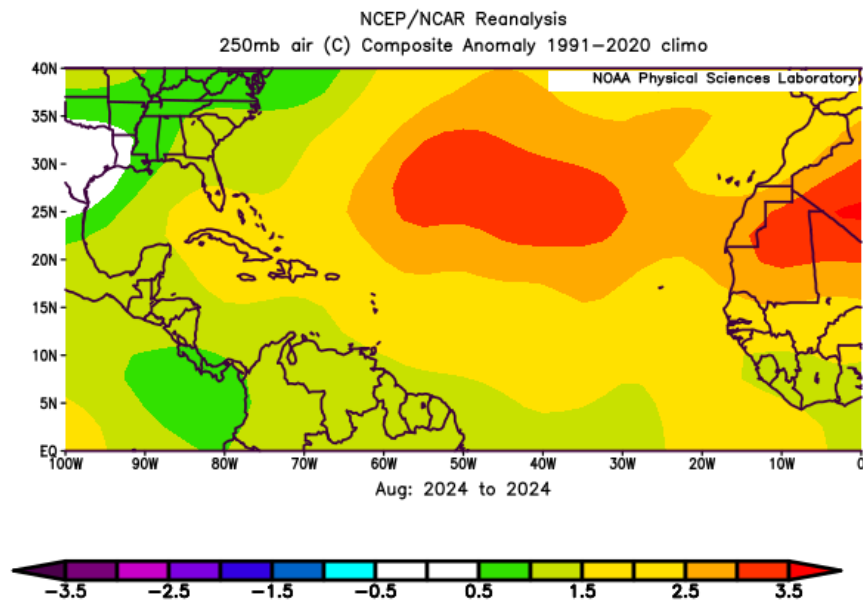 NCEP/NCAR Reanalysis
250mb air (C) Composite Anomaly 1991-2020 climo
NOAA Physical Sciences Laboratory
40N
35N
30N
25N
20N
15N
10N
5N
EQ
100W 90W 80W 70W 60W 50W 40W 30W 20W 10W 0
Aug: 2024 to 2024
-3.5 -2.5 -1.5 -0.5 0.5 1.5 2.5 3.5